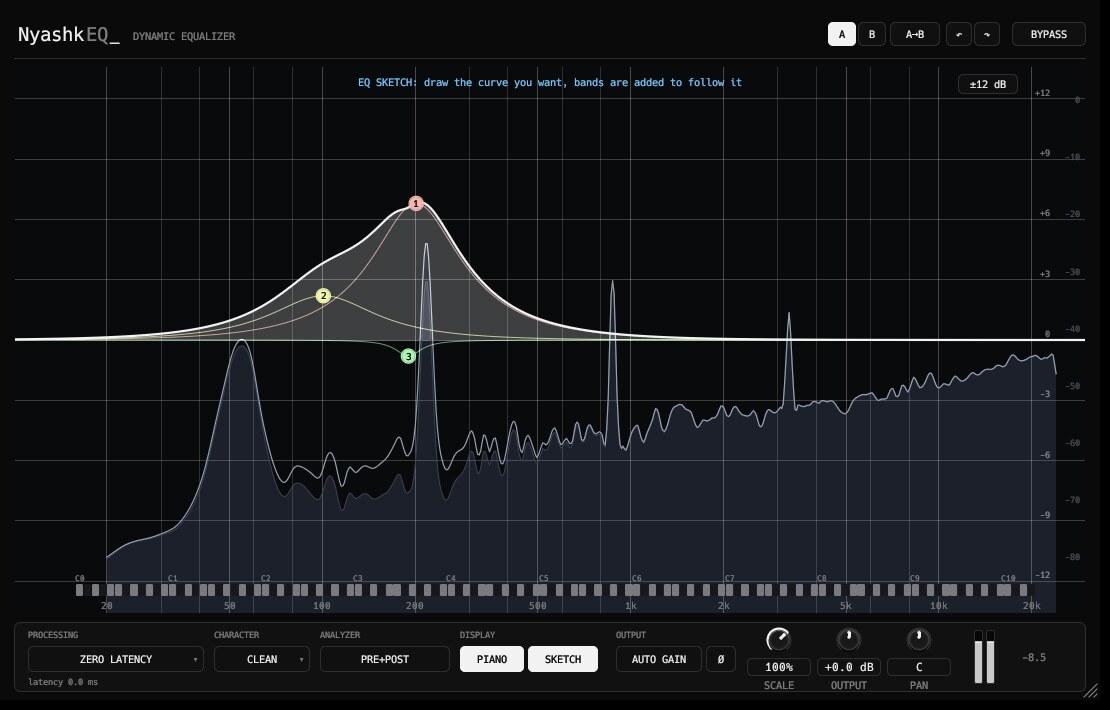 NyashkEQ_ DYNAMIC EQUALIZER A B A→B ↶ ↷ BYPASS
EQ SKETCH: draw the curve you want, bands are added to follow it
±12 dB
+12 0
+9 -10
+6 -20
+3 -30
0 -40
-3 -50
-6 -60
-9 -70
-12 -80
1
2
3
C0 C1 C2 C3 C4 C5 C6 C7 C8 C9 C10
20 50 100 200 500 1k 2k 5k 10k 20k
PROCESSING CHARACTER ANALYZER DISPLAY OUTPUT
ZERO LATENCY ▾ CLEAN ▾ PRE+POST PIANO SKETCH AUTO GAIN Ø 100% +0.0 dB C -8.5
latency 0.0 ms SCALE OUTPUT PAN